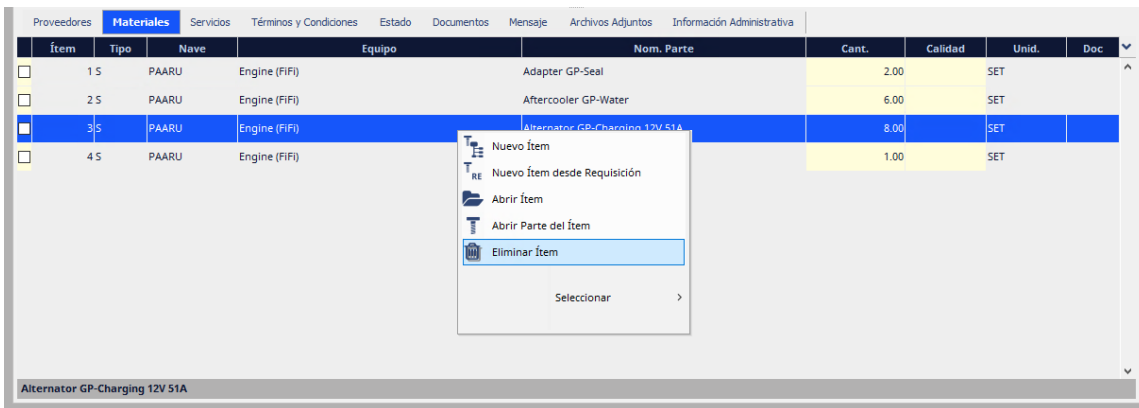 Proveedores Materiales Servicios Términos y Condiciones Estado Documentos Mensaje Archivos Adjuntos Información Administrativa
Ítem Tipo Nave Equipo Nom. Parte Cant. Calidad Unid. Doc
1 S PAARU Engine (FiFi) Adapter GP-Seal 2.00 SET
2 S PAARU Engine (FiFi) Aftercooler GP-Water 6.00 SET
3 S PAARU Engine (FiFi) Alternator GP-Charging 12V 51A 8.00 SET
4 S PAARU Engine (FiFi) 1.00 SET
Nuevo Ítem
RE Nuevo Ítem desde Requisición
Abrir Ítem
Abrir Parte del Ítem
Eliminar Ítem
Seleccionar
Alternator GP-Charging 12V 51A